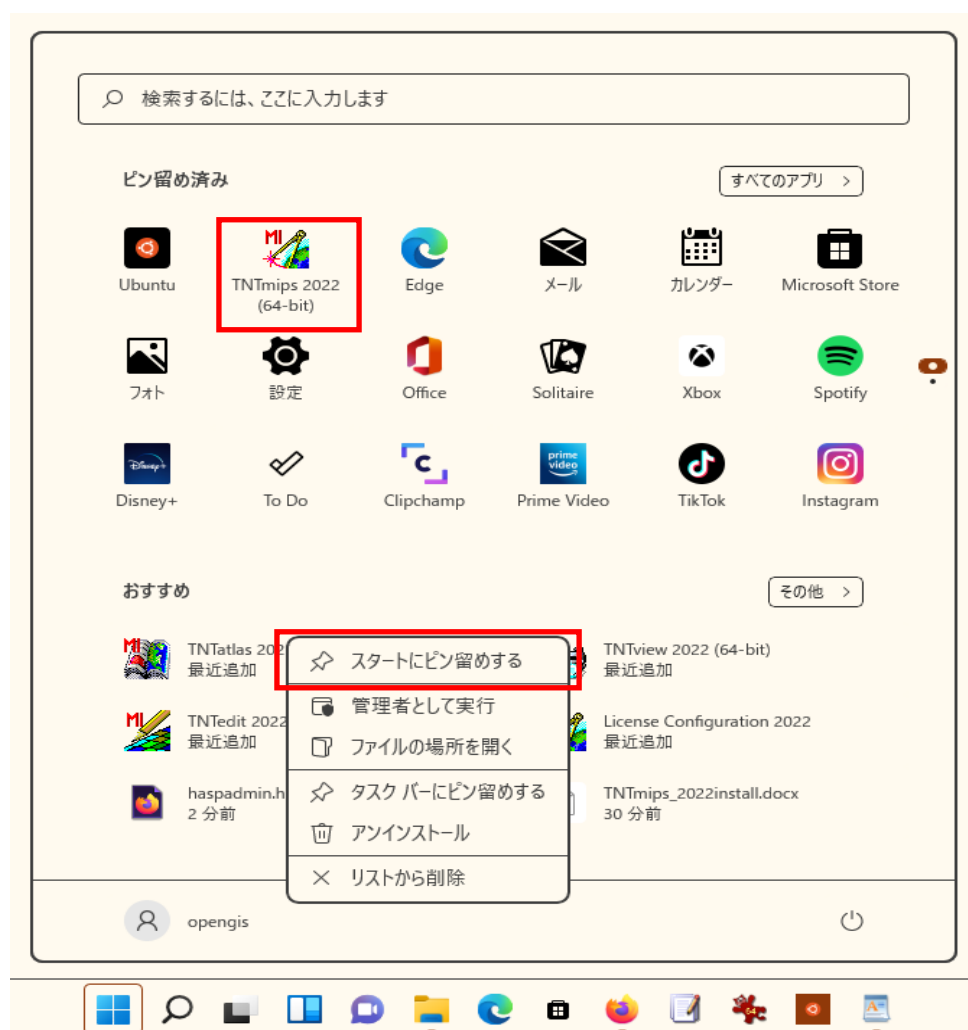 検索するには、ここに入力します
ピン留め済み
すべてのアプリ >
MI
Ubuntu
TNTmips 2022
(64-bit)
Edge
メール
カレンダー
Microsoft Store
フォト
設定
Office
Solitaire
Xbox
Spotify
Disney+
prime
video
Disney+
To Do
Clipchamp
Prime Video
TikTok
Instagram
おすすめ
その他 >
MI
TNTatlas 202
最近追加
スタートにピン留めする
TNTview 2022 (64-bit)
最近追加
管理者として実行
MI
TNTedit 2022
最近追加
ファイルの場所を開く
License Configuration 2022
最近追加
haspadmin.h
2 分前
タスク バーにピン留めする
TNTmips_2022install.docx
30 分前
アンインストール
リストから削除
opengis
64